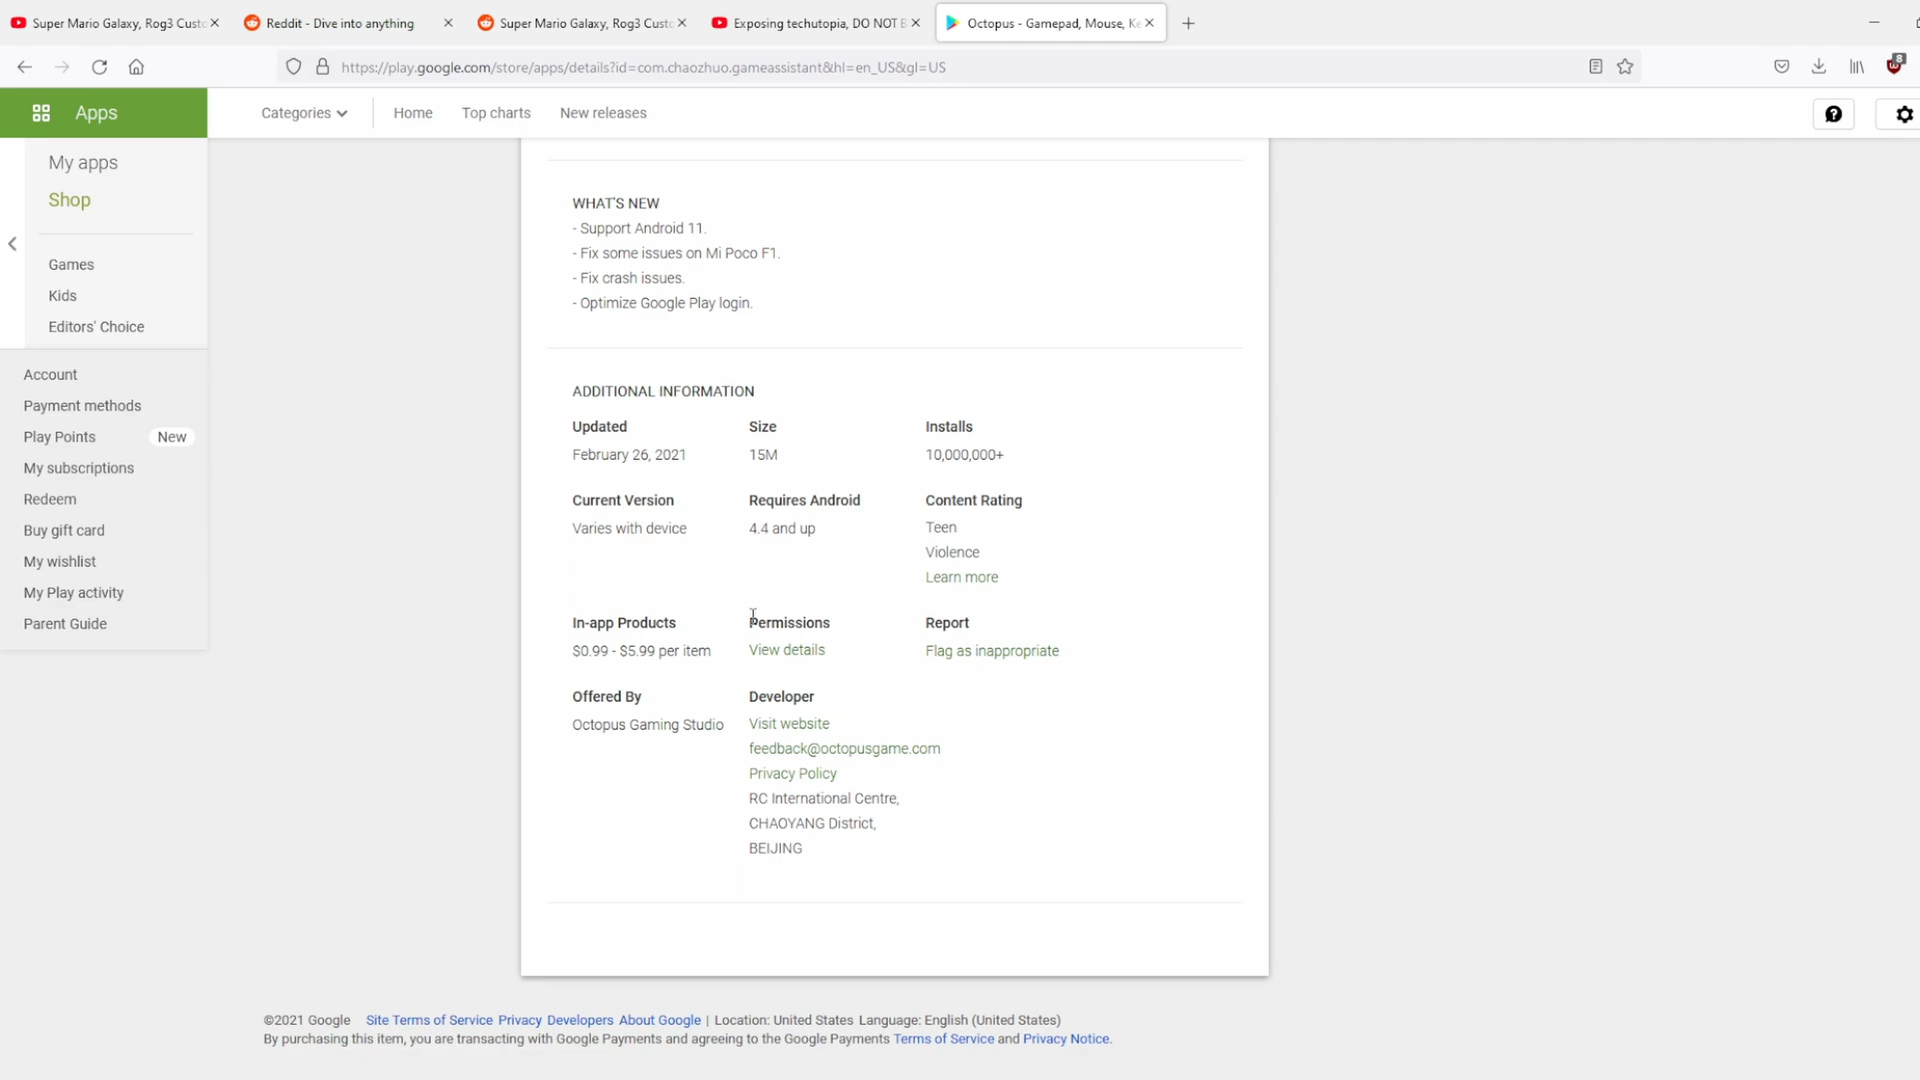 Super Mario Galaxy, Rog3 Custo
Reddit - Dive into anything
Super Mario Galaxy, Rog3 Custo
Exposing techutopia, DO NOT B
Octopus - Gamepad, Mouse, Ke
https://play.google.com/store/apps/details?id=com.chaozhuo.gameassistant&hl=en_US&gl=US
8
Apps
Categories
Home
Top charts
New releases
My apps
Shop
Games
Kids
Editors' Choice
Account
Payment methods
Play Points New
My subscriptions
Redeem
Buy gift card
My wishlist
My Play activity
Parent Guide
WHAT'S NEW
- Support Android 11.
- Fix some issues on Mi Poco F1.
- Fix crash issues.
- Optimize Google Play login.
ADDITIONAL INFORMATION
Updated
February 26, 2021
Size
15M
Installs
10,000,000+
Current Version
Varies with device
Requires Android
4.4 and up
Content Rating
Teen
Violence
Learn more
In-app Products
$0.99 - $5.99 per item
Permissions
View details
Report
Flag as inappropriate
Offered By
Octopus Gaming Studio
Developer
Visit website
feedback@octopusgame.com
Privacy Policy
RC International Centre,
CHAOYANG District,
BEIJING
©2021 Google Site Terms of Service Privacy Developers About Google | Location: United States Language: English (United States)
By purchasing this item, you are transacting with Google Payments and agreeing to the Google Payments Terms of Service and Privacy Notice.